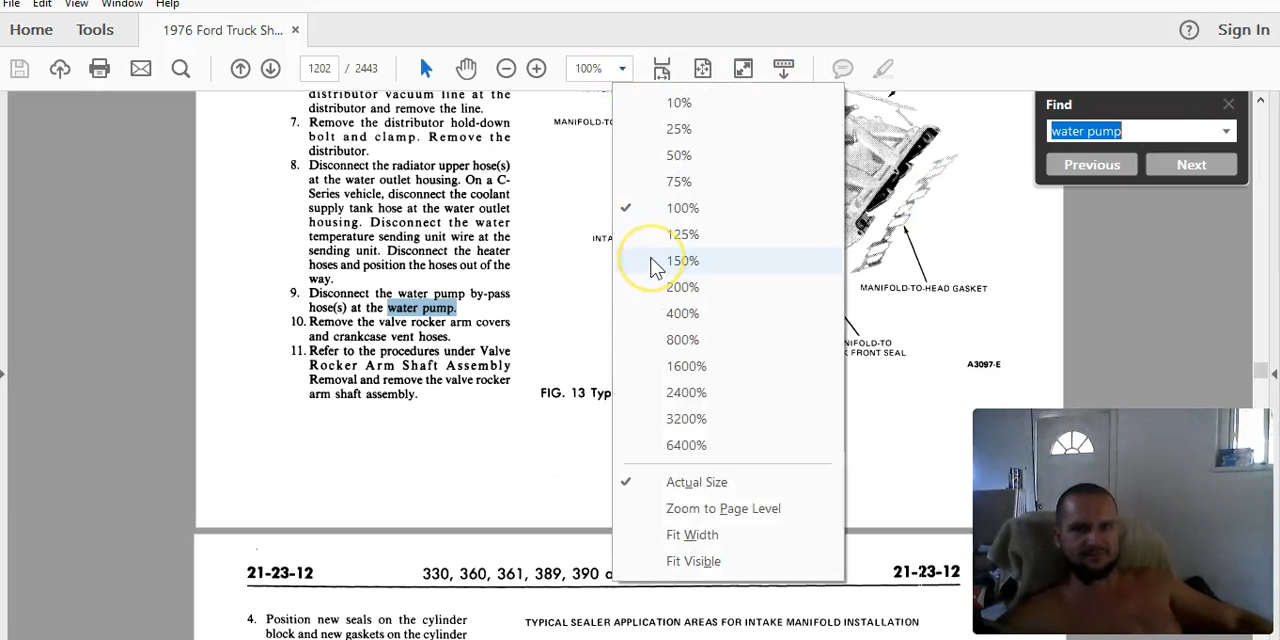 File Edit View Window Help
Home Tools 1976 Ford Truck Sh... × Sign In
1202 / 2443 100%
distributor vacuum line at the
distributor and remove the line.
7. Remove the distributor hold-down
bolt and clamp. Remove the
distributor.
8. Disconnect the radiator upper hose(s)
at the water outlet housing. On a C-
Series vehicle, disconnect the coolant
supply tank hose at the water outlet
housing. Disconnect the water
temperature sending unit wire at the
sending unit. Disconnect the heater
hoses and position the hoses out of the
way.
9. Disconnect the water pump by-pass
hose(s) at the water pump.
10. Remove the valve rocker arm covers
and crankcase vent hoses.
11. Refer to the procedures under Valve
Rocker Arm Shaft Assembly
Removal and remove the valve rocker
arm shaft assembly.
MANIFOLD-TO
INTA
FIG. 13 Typ
10%
25%
50%
75%
100%
125%
150%
200%
400%
800%
1600%
2400%
3200%
6400%
Actual Size
Zoom to Page Level
Fit Width
Fit Visible
MANIFOLD-TO-HEAD GASKET
NIFOLD-TO
K FRONT SEAL
A3097-E
Find
water pump
Previous Next
21-23-12 330, 360, 361, 389, 390 21-23-12
4. Position new seals on the cylinder
block and new gaskets on the cylinder
TYPICAL SEALER APPLICATION AREAS FOR INTAKE MANIFOLD INSTALLATION